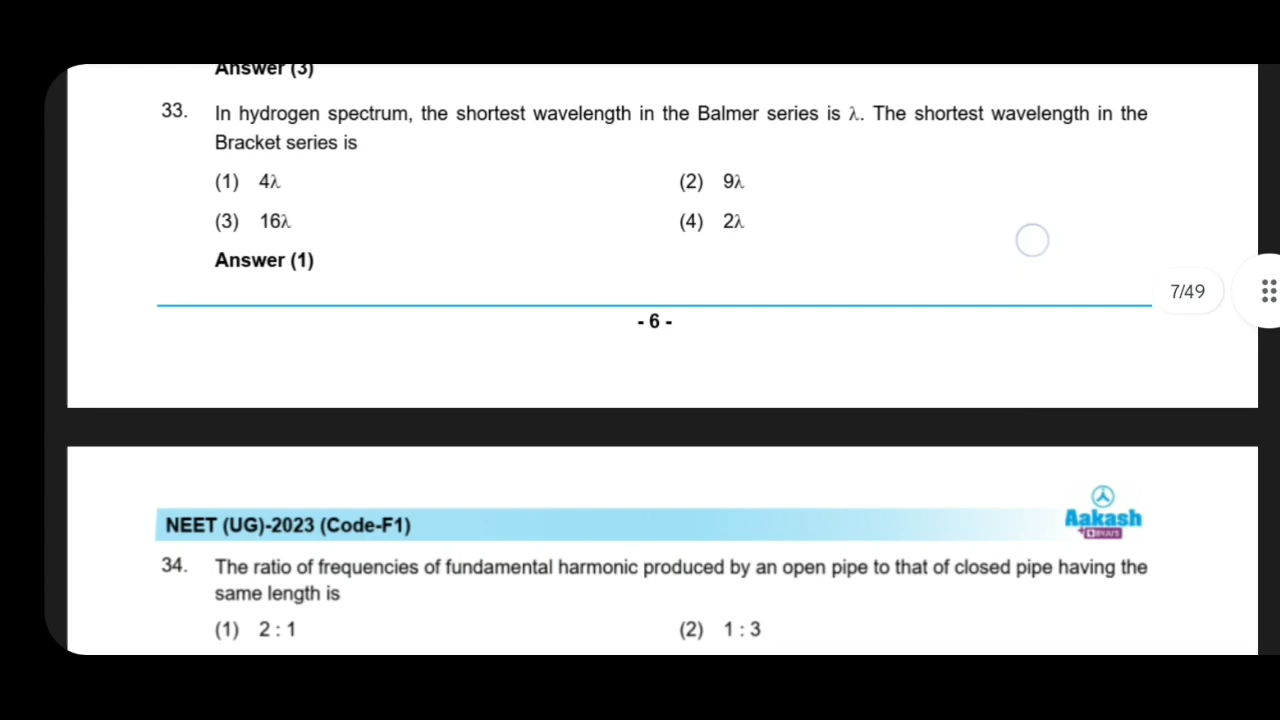 Answer (3)
33. In hydrogen spectrum, the shortest wavelength in the Balmer series is λ. The shortest wavelength in the
Bracket series is
(1) 4λ (2) 9λ
(3) 16λ (4) 2λ
Answer (1)
7/49
- 6 -
NEET (UG)-2023 (Code-F1)
Aakash
+BYJU'S
34. The ratio of frequencies of fundamental harmonic produced by an open pipe to that of closed pipe having the
same length is
(1) 2 : 1 (2) 1 : 3